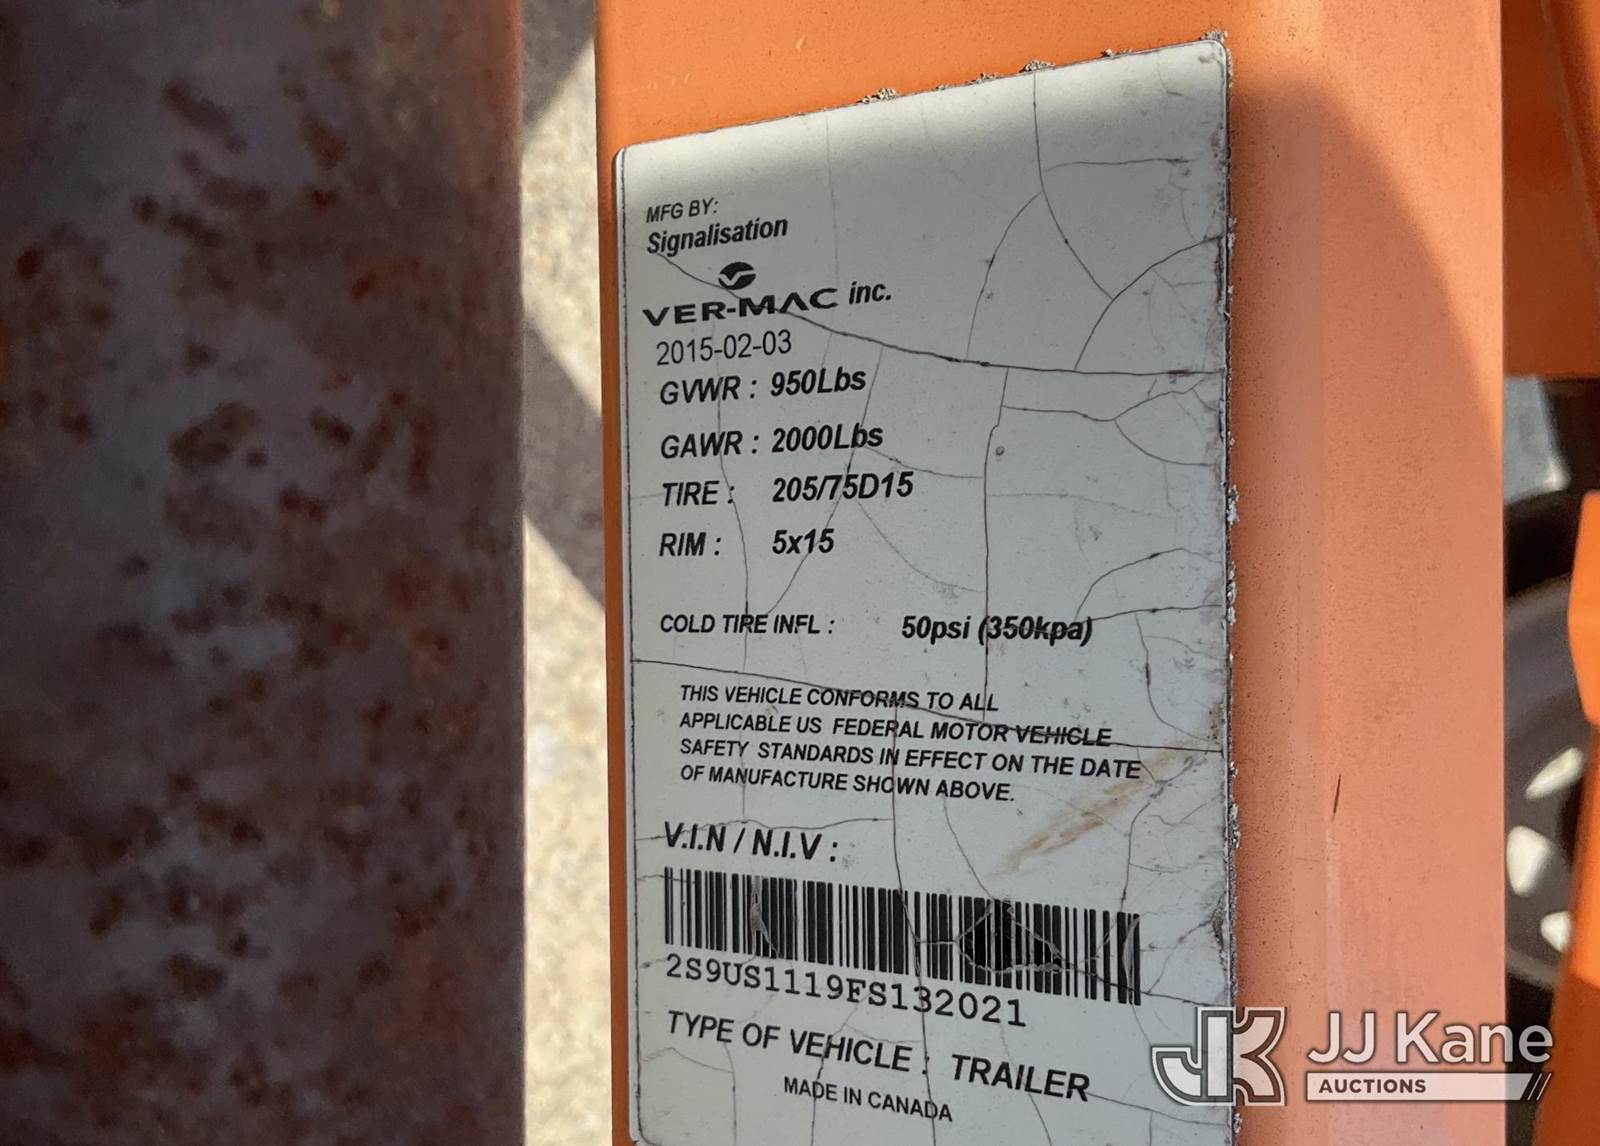 MFG BY:
Signalisation
VER-MAC inc.
2015-02-03
GVWR : 950Lbs
GAWR : 2000Lbs
TIRE : 205/75D15
RIM : 5x15
COLD TIRE INFL : 50psi (350kpa)
THIS VEHICLE CONFORMS TO ALL
APPLICABLE US FEDERAL MOTOR VEHICLE
SAFETY STANDARDS IN EFFECT ON THE DATE
OF MANUFACTURE SHOWN ABOVE.
V.I.N / N.I.V :
2S9US1119FS132021
TYPE OF VEHICLE : TRAILER
MADE IN CANADA
JK JJ Kane
AUCTIONS